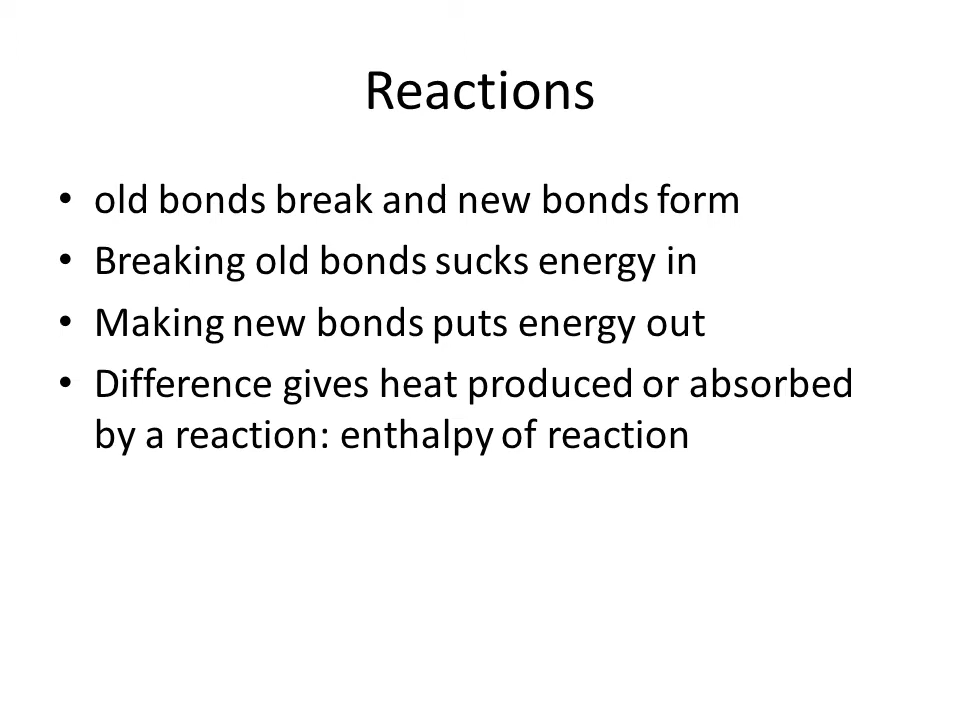 Reactions
• old bonds break and new bonds form
• Breaking old bonds sucks energy in
• Making new bonds puts energy out
• Difference gives heat produced or absorbed
by a reaction: enthalpy of reaction